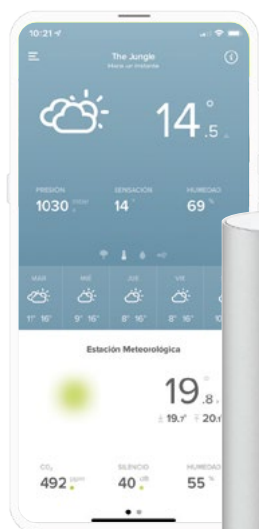 10:21
The Jungle
Hace un instante
14°.5
PRESIÓN SENSACIÓN HUMEDAD
1030 mbar 14° 69 %
MAR MIÉ JUE VIE
11° 16° 9° 16° 8° 16° 8° 16° 10
Estación Meteorológica
19°.8
19.7° 20.
CO₂ SILENCIO HUMEDAD
492 ppm 40 dB 55 %